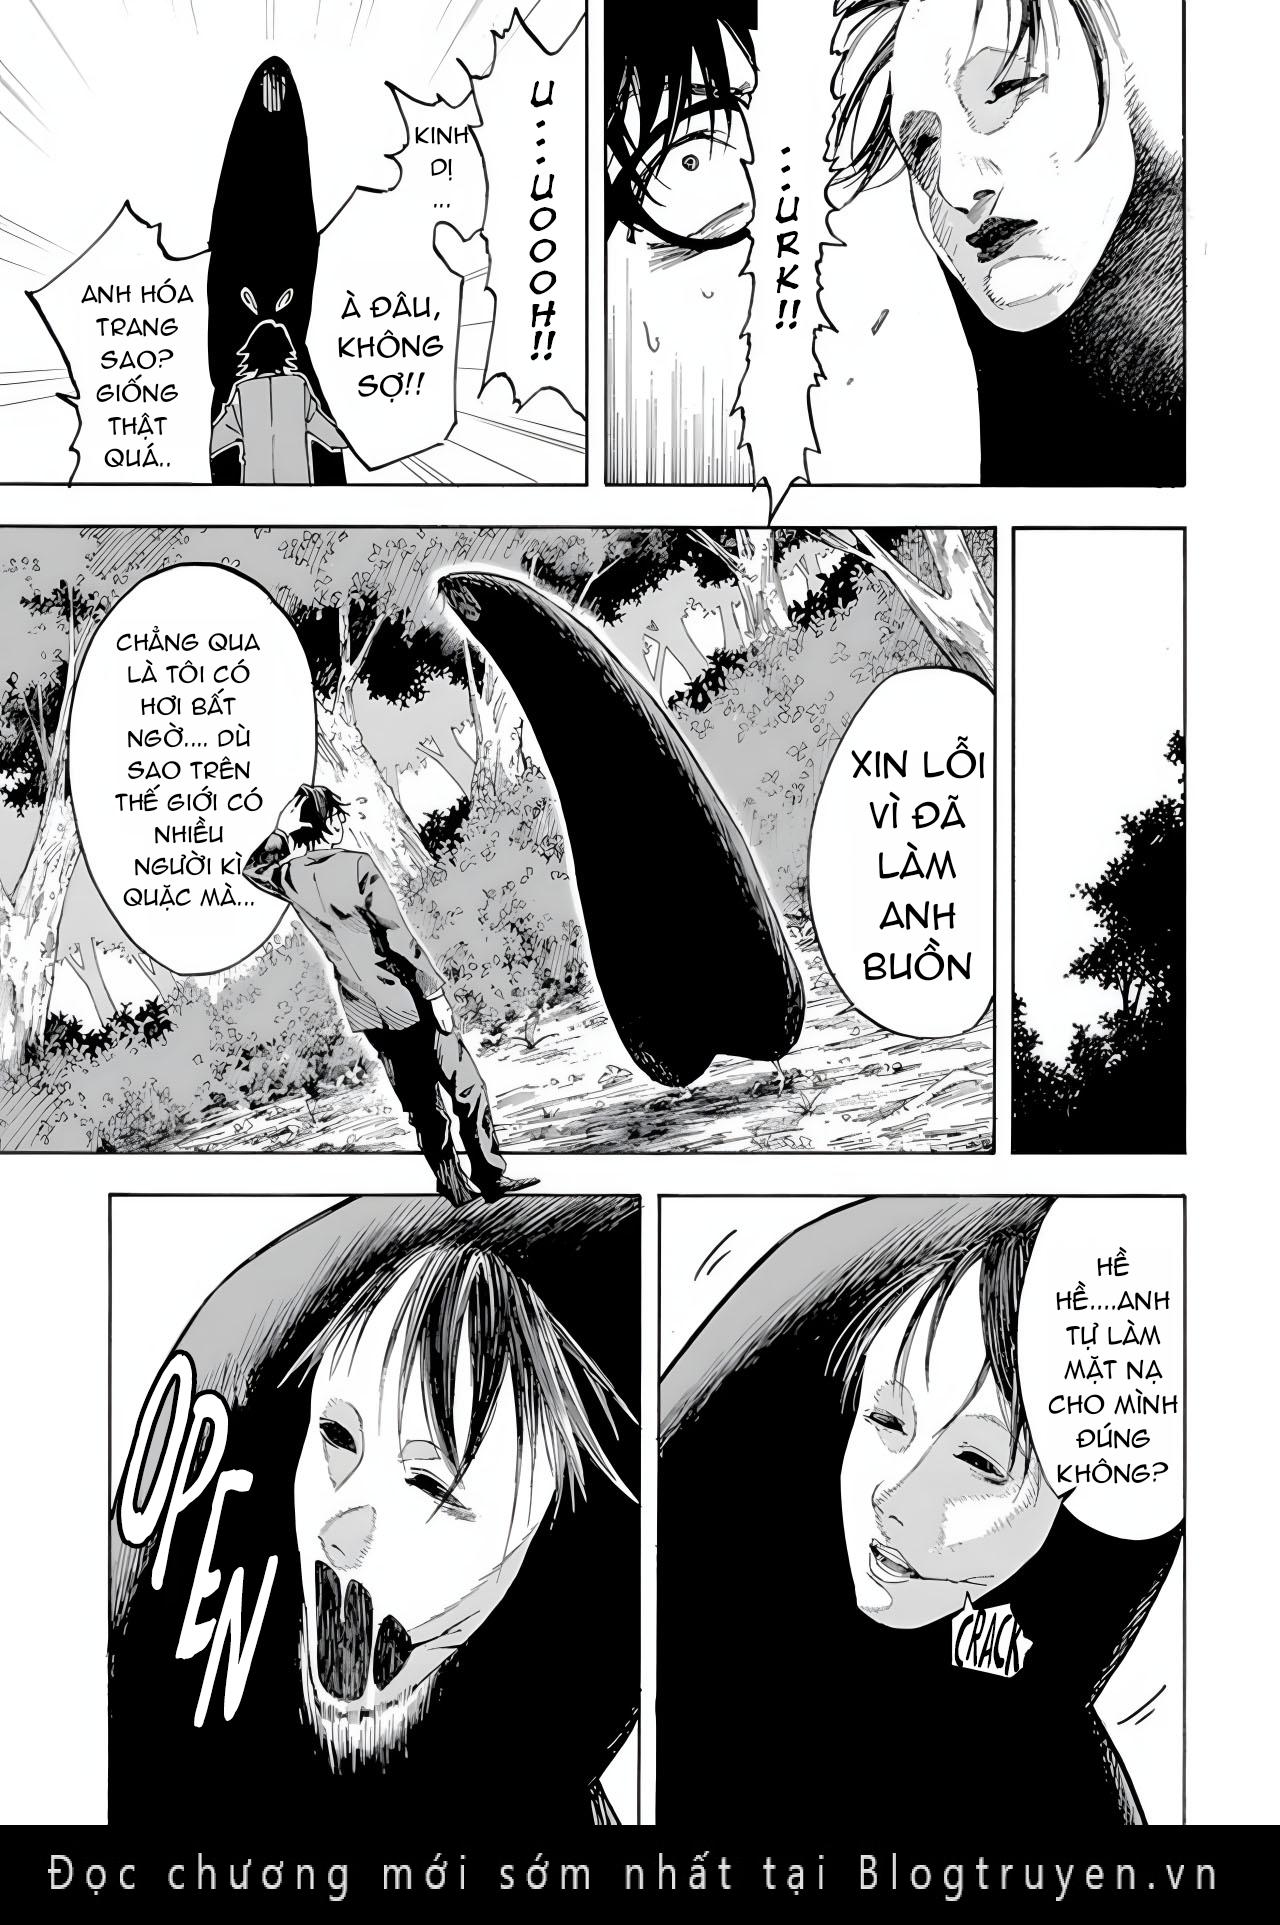 ...URK!!
U...UOOOH!!
KINH
DỊ
...
À ĐÂU,
KHÔNG
SỢ!!
ANH HÓA
TRANG
SAO?
GIỐNG
THẬT
QUÁ..
XIN LỖI
VÌ ĐÃ
LÀM
ANH
BUỒN
CHẲNG QUA
LÀ TÔI CÓ
HƠI BẤT
NGỜ.... DÙ
SAO TRÊN
THẾ GIỚI CÓ
NHIỀU
NGƯỜI KÌ
QUẶC MÀ...
HỀ
HỀ....ANH
TỰ LÀM
MẶT NẠ
CHO MÌNH
ĐÚNG
KHÔNG?
CRACK
OPEN
Đọc chương mới sớm nhất tại Blogtruyen.vn